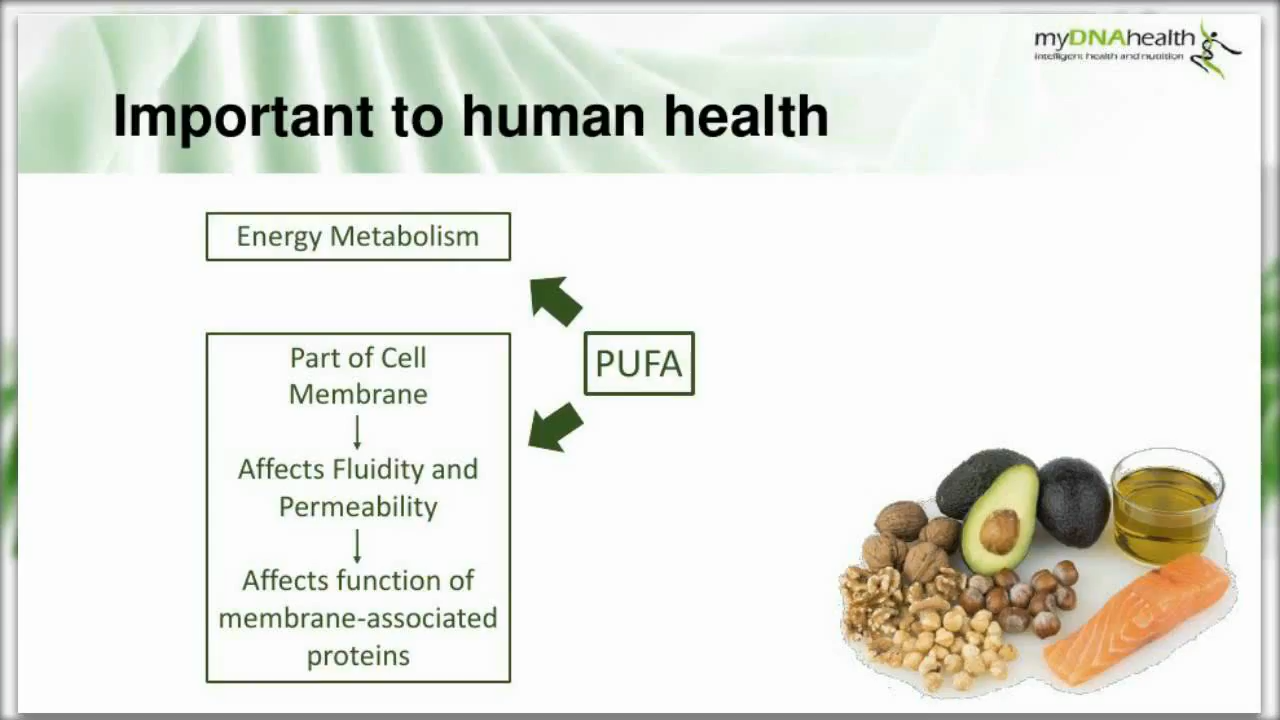 myDNAhealth
intelligent health and nutrition
Important to human health
Energy Metabolism
PUFA
Part of Cell
Membrane
Affects Fluidity and
Permeability
Affects function of
membrane-associated
proteins